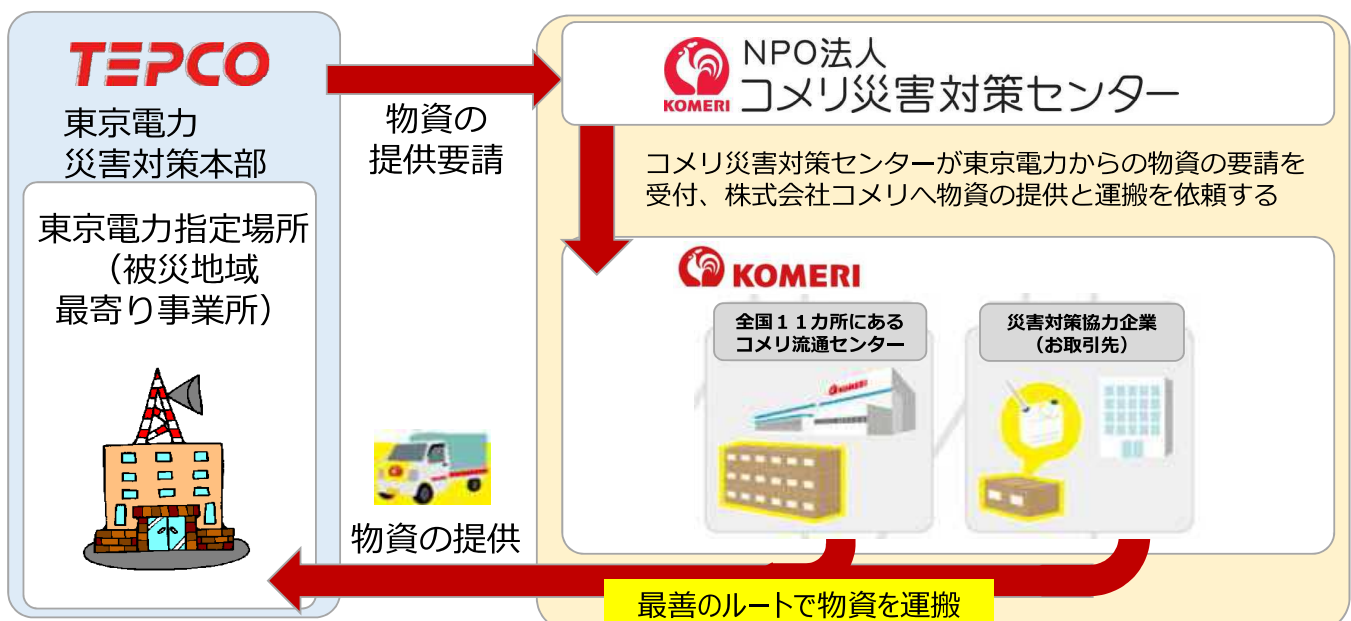 TEPCO
東京電力
災害対策本部
東京電力指定場所
（被災地域
最寄り事業所）
物資の
提供要請
NPO法人
コメリ災害対策センター
KOMERI
コメリ災害対策センターが東京電力からの物資の要請を
受付、株式会社コメリへ物資の提供と運搬を依頼する
KOMERI
全国１１カ所にある
コメリ流通センター
KOMERI
災害対策協力企業
（お取引先）
物資の提供
最善のルートで物資を運搬